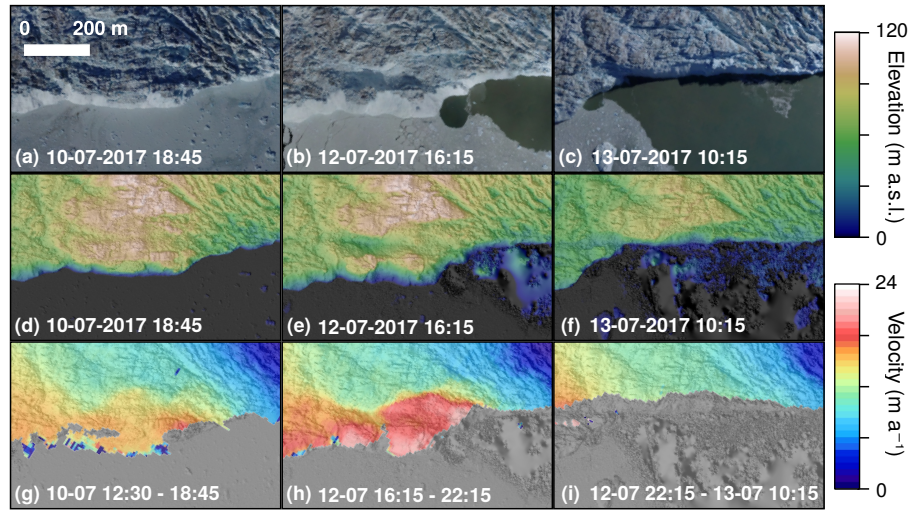 0 200 m
(a) 10-07-2017 18:45
(b) 12-07-2017 16:15
(c) 13-07-2017 10:15
120
Elevation (m a.s.l.)
0
(d) 10-07-2017 18:45
(e) 12-07-2017 16:15
(f) 13-07-2017 10:15
24
Velocity (m a⁻¹)
0
(g) 10-07 12:30 - 18:45
(h) 12-07 16:15 - 22:15
(i) 12-07 22:15 - 13-07 10:15